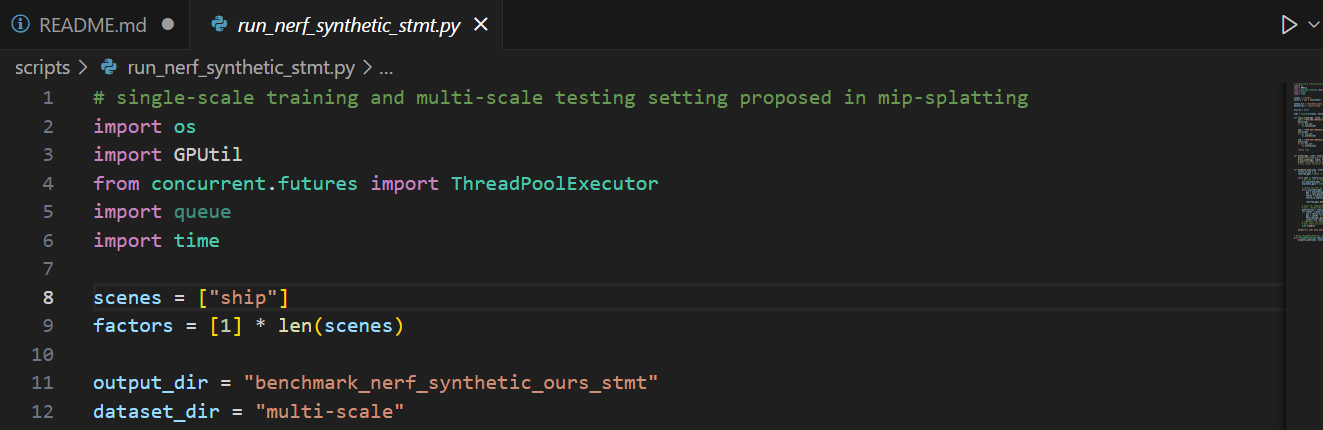 README.md
run_nerf_synthetic_stmt.py
scripts > run_nerf_synthetic_stmt.py > ...
1 # single-scale training and multi-scale testing setting proposed in mip-splatting
2 import os
3 import GPUtil
4 from concurrent.futures import ThreadPoolExecutor
5 import queue
6 import time
7
8 scenes = ["ship"]
9 factors = [1] * len(scenes)
10
11 output_dir = "benchmark_nerf_synthetic_ours_stmt"
12 dataset_dir = "multi-scale"